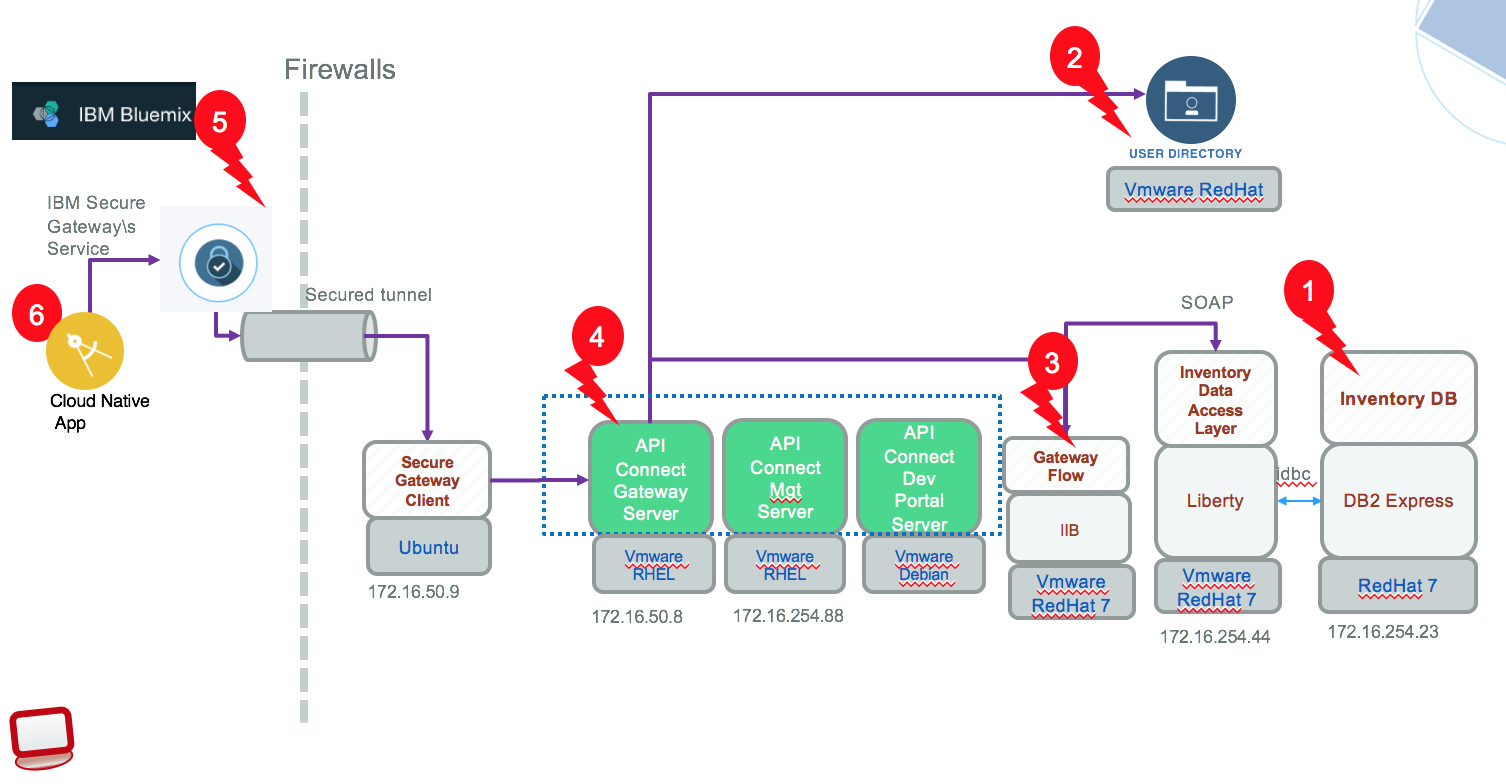 Firewalls
IBM Bluemix
5
2
USER DIRECTORY
Vmware RedHat
IBM Secure
Gateway\s
Service
Secured tunnel
6
Cloud Native
App
SOAP
1
4
3
Secure
Gateway
Client
Ubuntu
172.16.50.9
API
Connect
Gateway
Server
Vmware
RHEL
172.16.50.8
API
Connect
Mgt
Server
Vmware
RHEL
172.16.254.88
API
Connect
Dev
Portal
Server
Vmware
Debian
Gateway
Flow
IIB
Vmware
RedHat 7
Inventory
Data
Access
Layer
Liberty
Vmware
RedHat 7
172.16.254.44
jdbc
Inventory DB
DB2 Express
RedHat 7
172.16.254.23